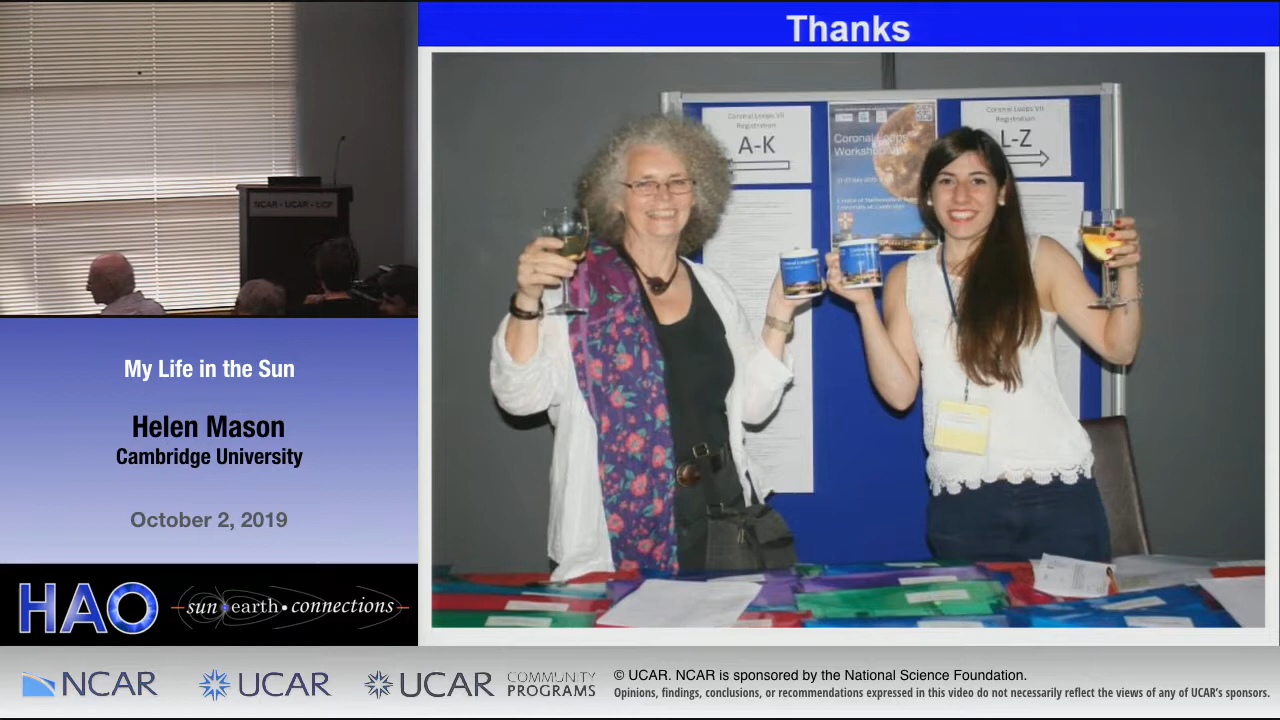 Thanks
Coronal Loops VII
Registration
A-K
Coronal Loops
Workshop
Coronal Loops VII
Registration
L-Z
NCAR • UCAR • UCP
My Life in the Sun
Helen Mason
Cambridge University
October 2, 2019
HAO
sun • earth • connections
NCAR
UCAR
UCAR
COMMUNITY
PROGRAMS
© UCAR. NCAR is sponsored by the National Science Foundation.
Opinions, findings, conclusions, or recommendations expressed in this video do not necessarily reflect the views of any of UCAR's sponsors.